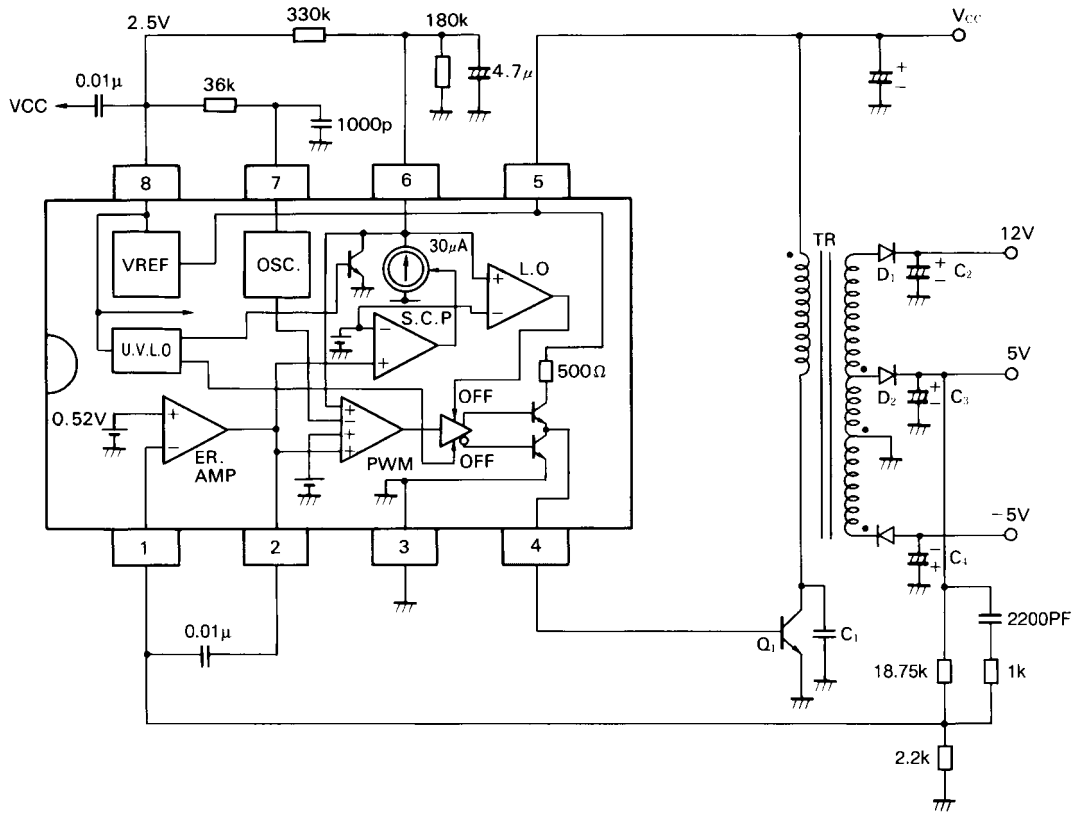 2.5V
330k
180k
4.7μ
VCC
0.01μ
36k
1000p
Vcc
+
-
8
7
6
5
VREF
OSC.
30μA
L.O
+
-
S.C.P
-
+
U.V.L.O
500Ω
OFF
0.52V
+
-
ER.
AMP
+
-
+
+
PWM
OFF
TR
D1
+
-
C2
12V
D2
+
-
C3
5V
-5V
-
+
C4
1
2
3
4
0.01μ
Q1
C1
2200PF
18.75k
1k
2.2k